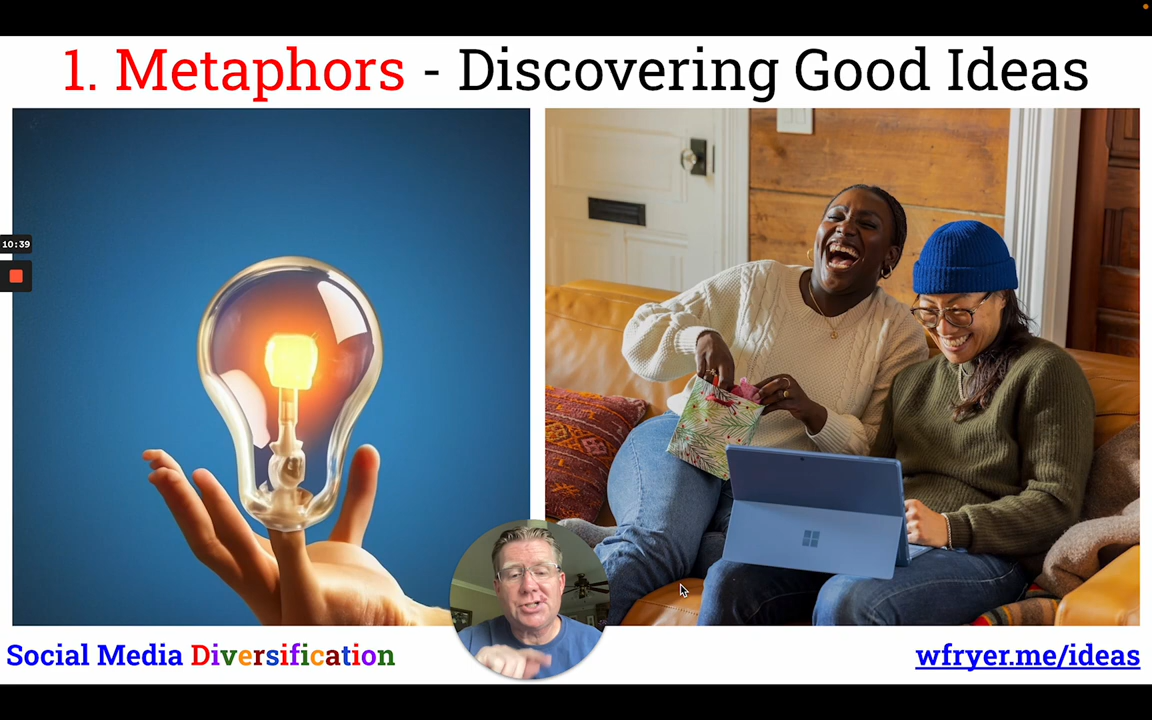 1. Metaphors - Discovering Good Ideas
10:39
Social Media Diversification
wfryer.me/ideas